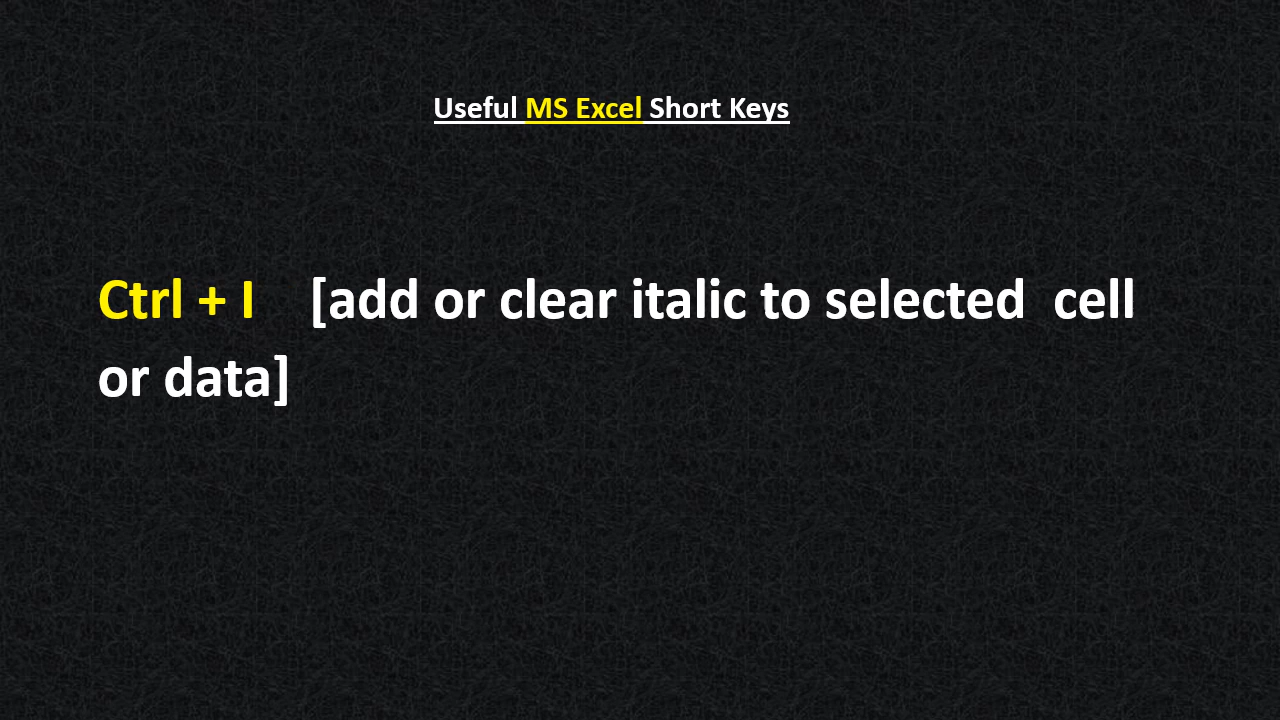 Useful MS Excel Short Keys
Ctrl + I    [add or clear italic to selected  cell
or data]